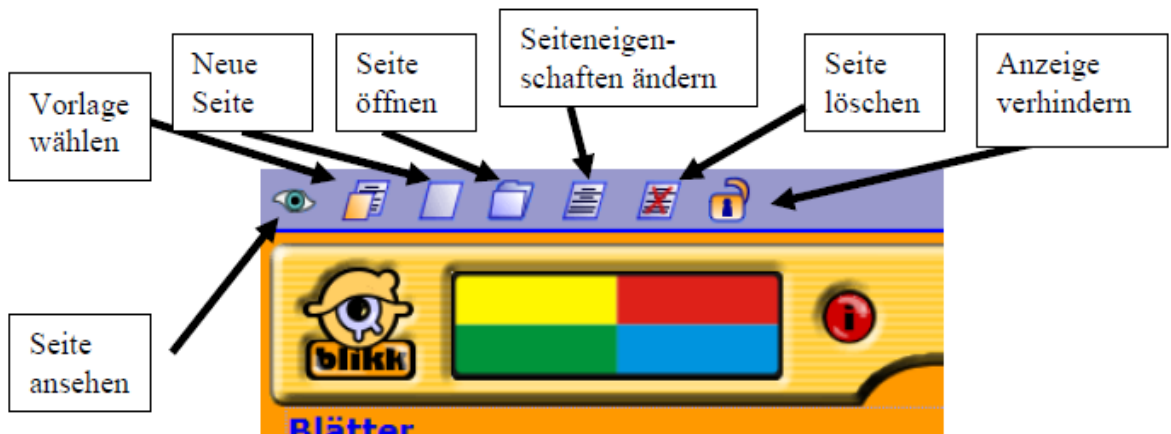 Vorlage
wählen
Neue
Seite
Seite
öffnen
Seiteneigen-
schaften ändern
Seite
löschen
Anzeige
verhindern
Seite
ansehen
blikk
i
Blätter